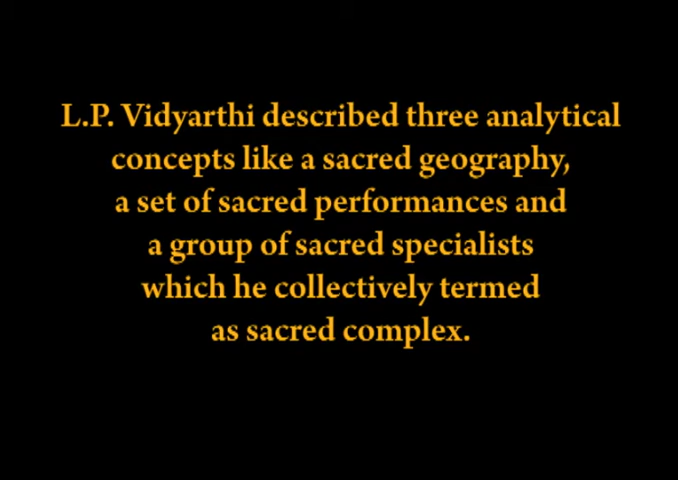 L.P. Vidyarthi described three analytical
concepts like a sacred geography,
a set of sacred performances and
a group of sacred specialists
which he collectively termed
as sacred complex.